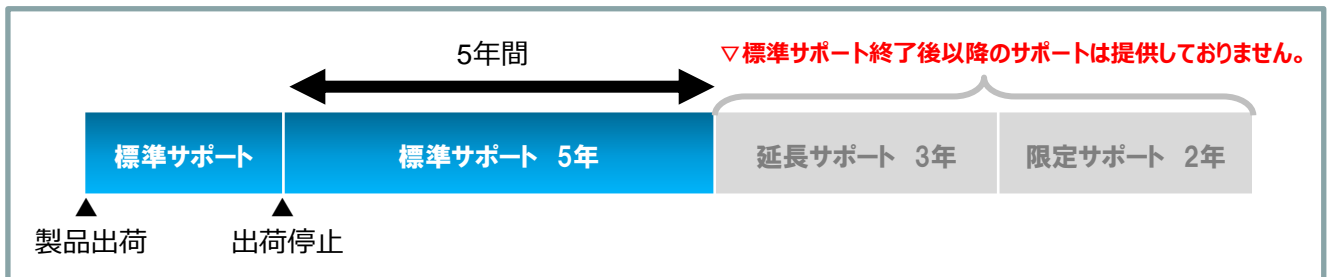 5年間
▽標準サポート終了後以降のサポートは提供しておりません。
標準サポート
標準サポート 5年
延長サポート 3年
限定サポート 2年
製品出荷
出荷停止